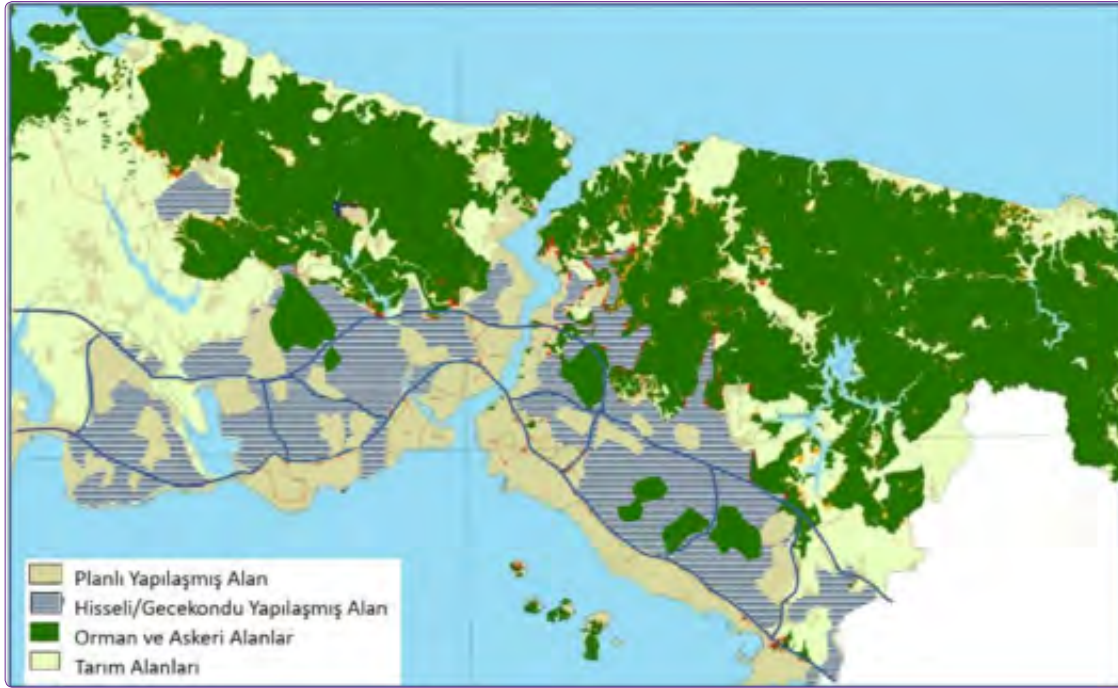 Planlı Yapılaşmış Alan
Hisseli/Gecekondu Yapılaşmış Alan
Orman ve Askeri Alanlar
Tarım Alanları